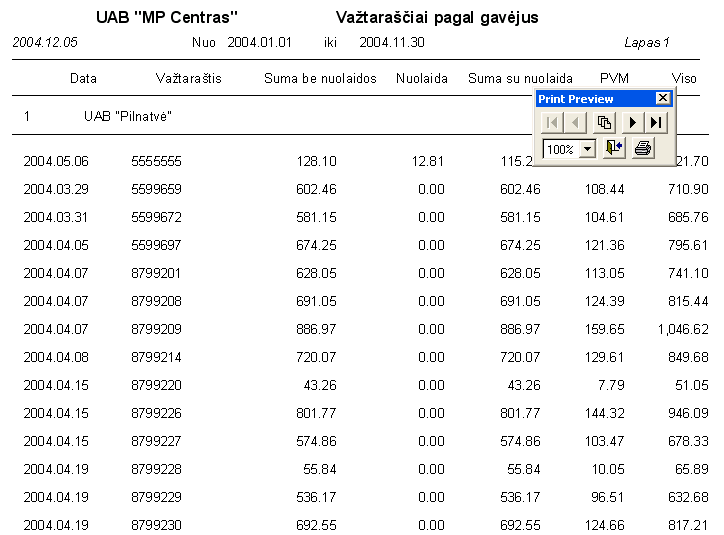 UAB "MP Centras" Važtaraščiai pagal gavėjus
2004.12.05 Nuo 2004.01.01 iki 2004.11.30 Lapas 1
Data Važtaraštis Suma be nuolaidos Nuolaida Suma su nuolaida PVM Viso
Print Preview
1 UAB "Pilnatvė"
100%
2004.05.06 5555555 128.10 12.81
2004.03.29 5599659 602.46 0.00 602.46 108.44 710.90
2004.03.31 5599672 581.15 0.00 581.15 104.61 685.76
2004.04.05 5599697 674.25 0.00 674.25 121.36 795.61
2004.04.07 8799201 628.05 0.00 628.05 113.05 741.10
2004.04.07 8799208 691.05 0.00 691.05 124.39 815.44
2004.04.07 8799209 886.97 0.00 886.97 159.65 1,046.62
2004.04.08 8799214 720.07 0.00 720.07 129.61 849.68
2004.04.15 8799220 43.26 0.00 43.26 7.79 51.05
2004.04.15 8799226 801.77 0.00 801.77 144.32 946.09
2004.04.15 8799227 574.86 0.00 574.86 103.47 678.33
2004.04.19 8799228 55.84 0.00 55.84 10.05 65.89
2004.04.19 8799229 536.17 0.00 536.17 96.51 632.68
2004.04.19 8799230 692.55 0.00 692.55 124.66 817.21